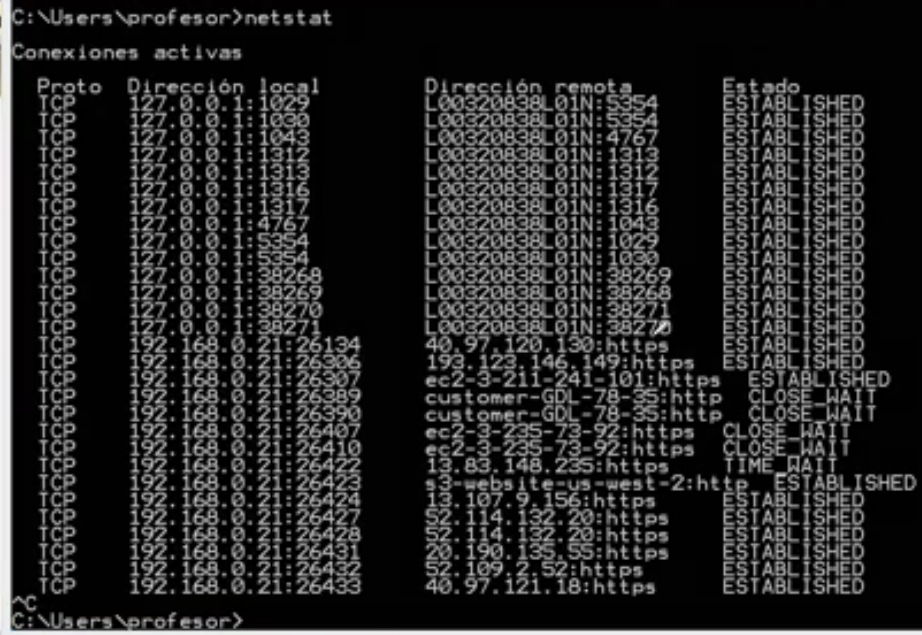 C:\Users\profesor>netstat
Conexiones activas
Proto Dirección local Dirección remota Estado
TCP 127.0.0.1:1029 L00320838L01N:5354 ESTABLISHED
TCP 127.0.0.1:1030 L00320838L01N:5354 ESTABLISHED
TCP 127.0.0.1:1043 L00320838L01N:4767 ESTABLISHED
TCP 127.0.0.1:1312 L00320838L01N:1313 ESTABLISHED
TCP 127.0.0.1:1313 L00320838L01N:1312 ESTABLISHED
TCP 127.0.0.1:1316 L00320838L01N:1317 ESTABLISHED
TCP 127.0.0.1:1317 L00320838L01N:1316 ESTABLISHED
TCP 127.0.0.1:4767 L00320838L01N:1043 ESTABLISHED
TCP 127.0.0.1:5354 L00320838L01N:1029 ESTABLISHED
TCP 127.0.0.1:5354 L00320838L01N:1030 ESTABLISHED
TCP 127.0.0.1:38268 L00320838L01N:38269 ESTABLISHED
TCP 127.0.0.1:38269 L00320838L01N:38268 ESTABLISHED
TCP 127.0.0.1:38270 L00320838L01N:38271 ESTABLISHED
TCP 127.0.0.1:38271 L00320838L01N:38270 ESTABLISHED
TCP 192.168.0.21:26134 40.97.120.130:https ESTABLISHED
TCP 192.168.0.21:26306 193.123.146.149:https ESTABLISHED
TCP 192.168.0.21:26307 ec2-3-211-241-101:https ESTABLISHED
TCP 192.168.0.21:26389 customer-GDL-78-35:http CLOSE_WAIT
TCP 192.168.0.21:26390 customer-GDL-78-35:http CLOSE_WAIT
TCP 192.168.0.21:26407 ec2-3-235-73-92:https CLOSE_WAIT
TCP 192.168.0.21:26410 ec2-3-235-73-92:https CLOSE_WAIT
TCP 192.168.0.21:26422 13.83.148.235:https TIME_WAIT
TCP 192.168.0.21:26423 s3-website-us-west-2:http ESTABLISHED
TCP 192.168.0.21:26424 13.107.9.156:https ESTABLISHED
TCP 192.168.0.21:26427 52.114.132.20:https ESTABLISHED
TCP 192.168.0.21:26428 52.114.132.20:https ESTABLISHED
TCP 192.168.0.21:26431 20.190.135.55:https ESTABLISHED
TCP 192.168.0.21:26432 52.109.2.52:https ESTABLISHED
TCP 192.168.0.21:26433 40.97.121.18:https ESTABLISHED
^C
C:\Users\profesor>